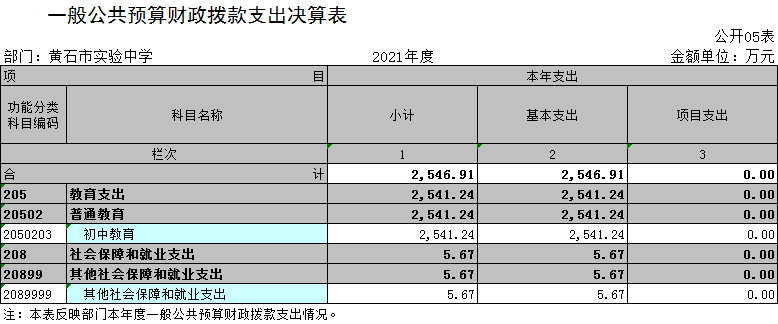 一般公共预算财政拨款支出决算表
公开05表
部门：黄石市实验中学 2021年度 金额单位：万元
项 目 本年支出
功能分类科目编码 科目名称 小计 基本支出 项目支出
栏次 1 2 3
合 计 2,546.91 2,546.91 0.00
205 教育支出 2,541.24 2,541.24 0.00
20502 普通教育 2,541.24 2,541.24 0.00
2050203 初中教育 2,541.24 2,541.24 0.00
208 社会保障和就业支出 5.67 5.67 0.00
20899 其他社会保障和就业支出 5.67 5.67 0.00
2089999 其他社会保障和就业支出 5.67 5.67 0.00
注：本表反映部门本年度一般公共预算财政拨款支出情况。